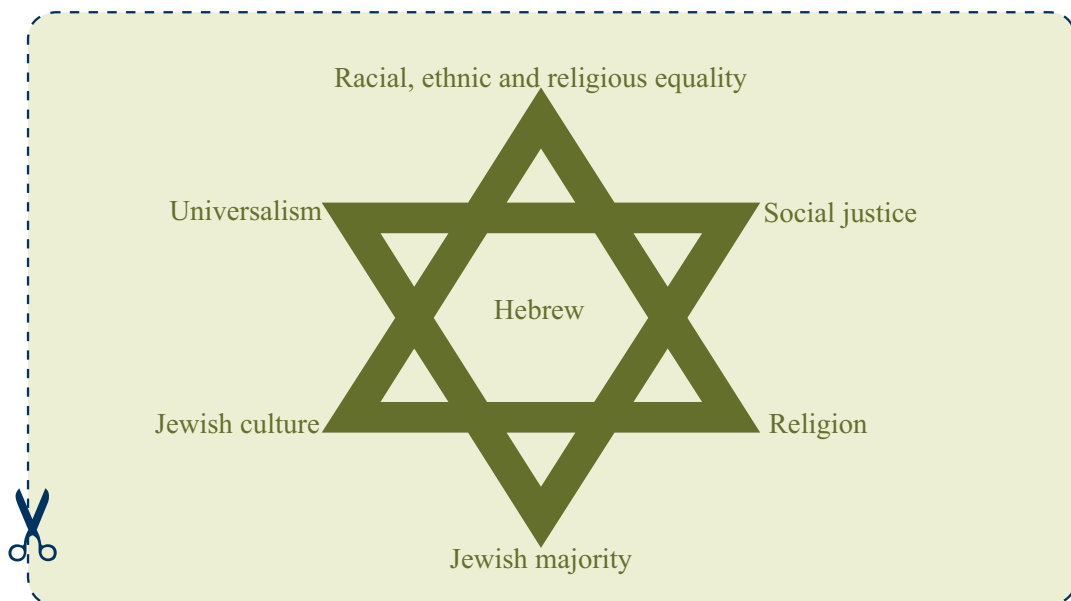 Racial, ethnic and religious equality
Universalism
Social justice
Hebrew
Jewish culture
Religion
Jewish majority